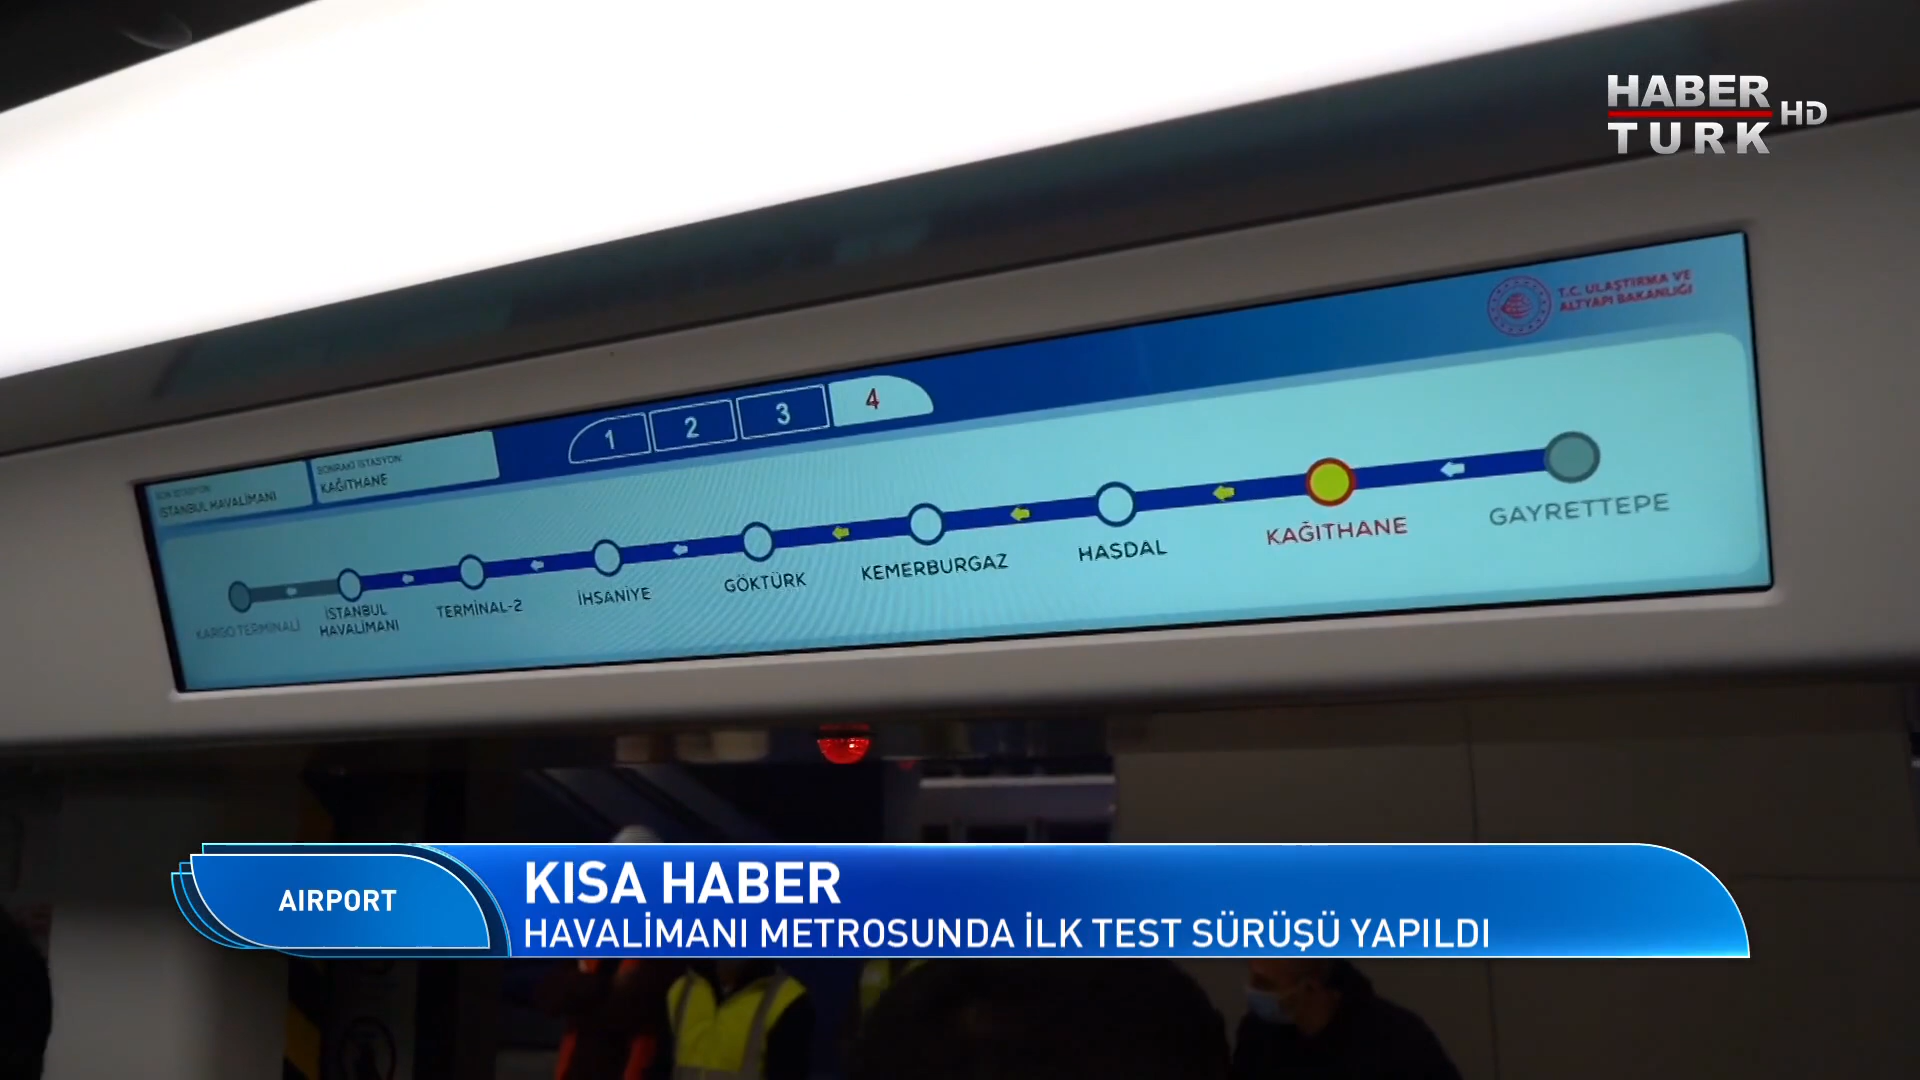 HABER
TURK HD
T.C. ULAŞTIRMA VE
ALTYAPI BAKANLIĞI
1 2 3 4
SON İSTASYON:
İSTANBUL HAVALİMANI
SONRAKİ İSTASYON:
KAĞITHANE
KARGO TERMİNALİ
İSTANBUL
HAVALİMANI
TERMİNAL-2
İHSANİYE
GÖKTÜRK
KEMERBURGAZ
HASDAL
KAĞITHANE
GAYRETTEPE
AIRPORT
KISA HABER
HAVALİMANI METROSUNDA İLK TEST SÜRÜŞÜ YAPILDI